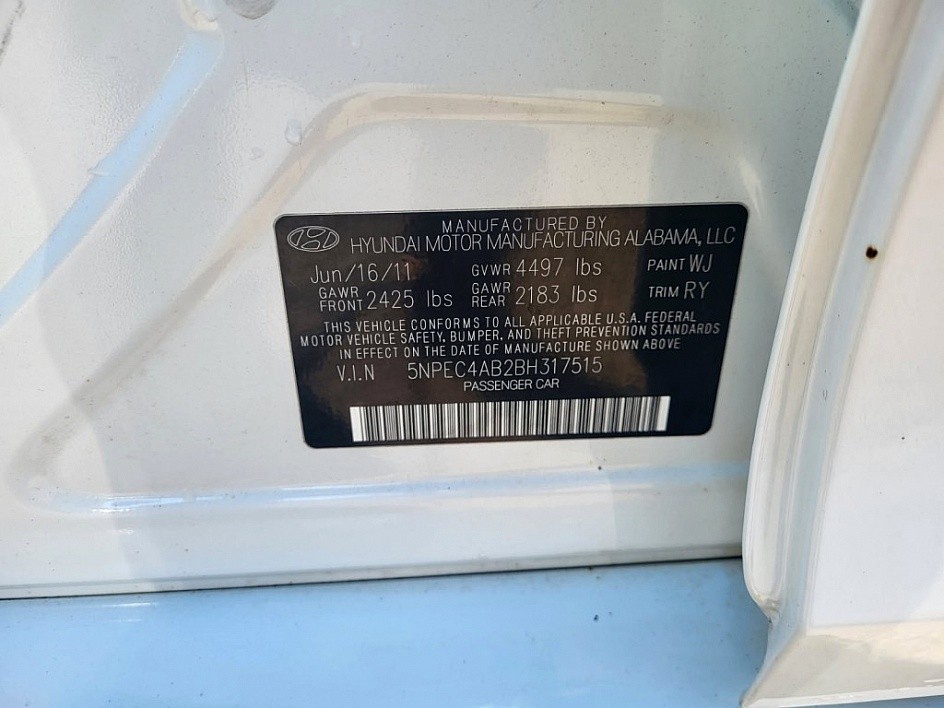 MANUFACTURED BY
HYUNDAI MOTOR MANUFACTURING ALABAMA, LLC
Jun/16/11 GVWR 4497 lbs PAINT WJ
GAWR FRONT 2425 lbs GAWR REAR 2183 lbs TRIM RY
THIS VEHICLE CONFORMS TO ALL APPLICABLE U.S.A. FEDERAL
MOTOR VEHICLE SAFETY, BUMPER, AND THEFT PREVENTION STANDARDS
IN EFFECT ON THE DATE OF MANUFACTURE SHOWN ABOVE
V.I.N 5NPEC4AB2BH317515
PASSENGER CAR